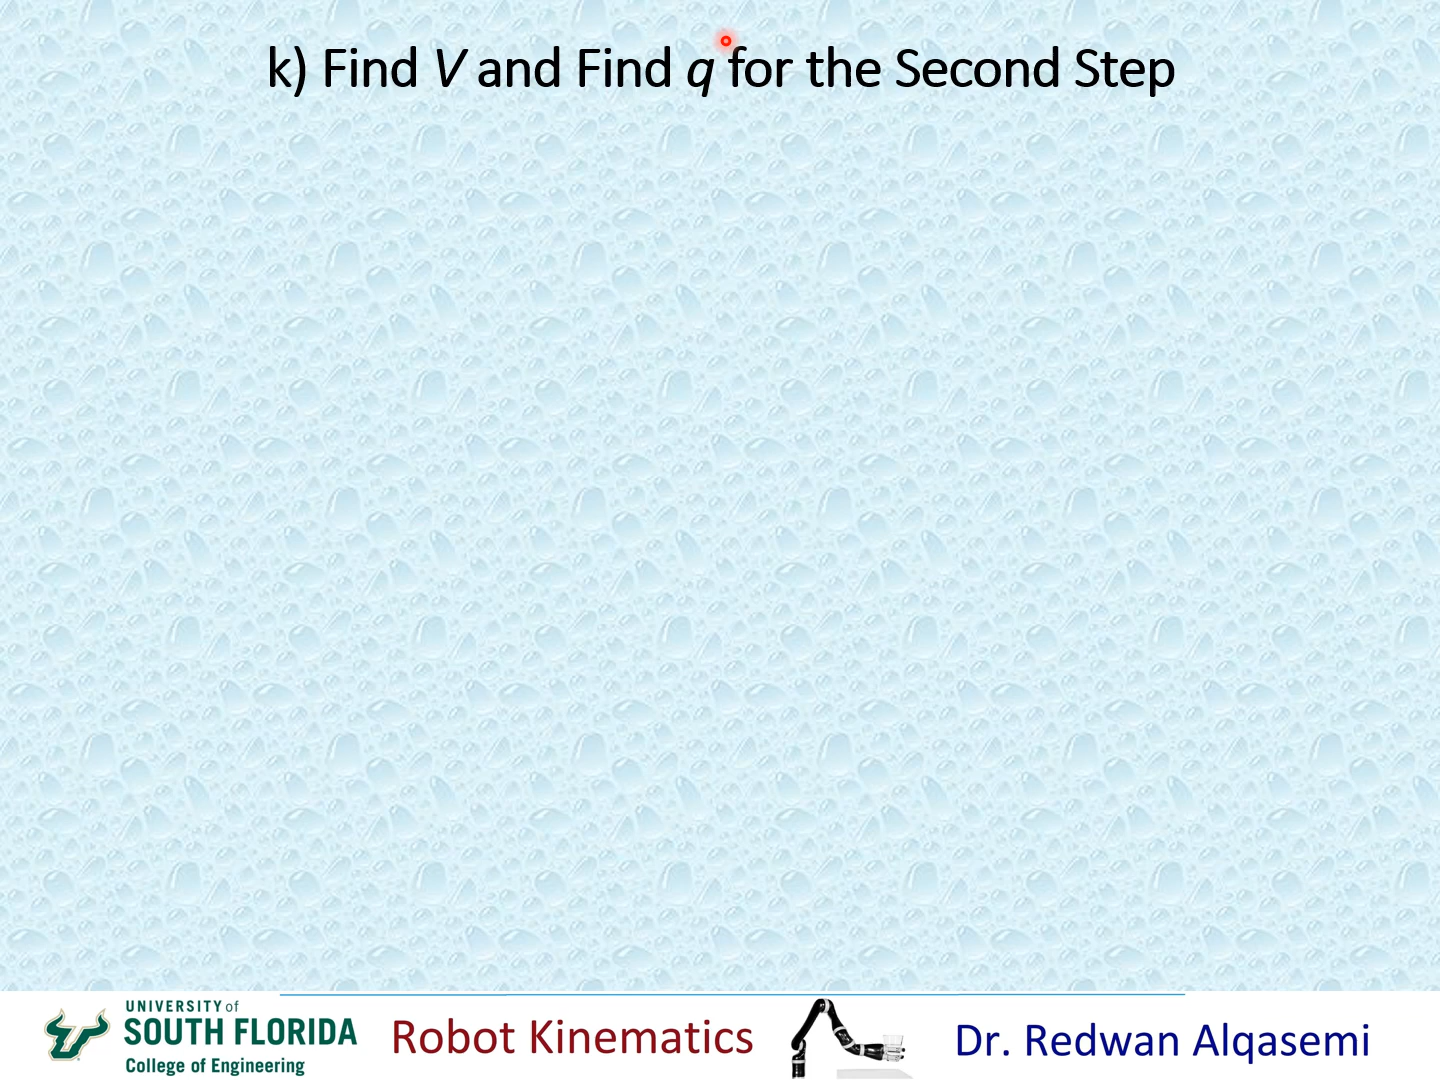 k) Find V and Find q for the Second Step
UNIVERSITY of
SOUTH FLORIDA
College of Engineering
Robot Kinematics
Dr. Redwan Alqasemi